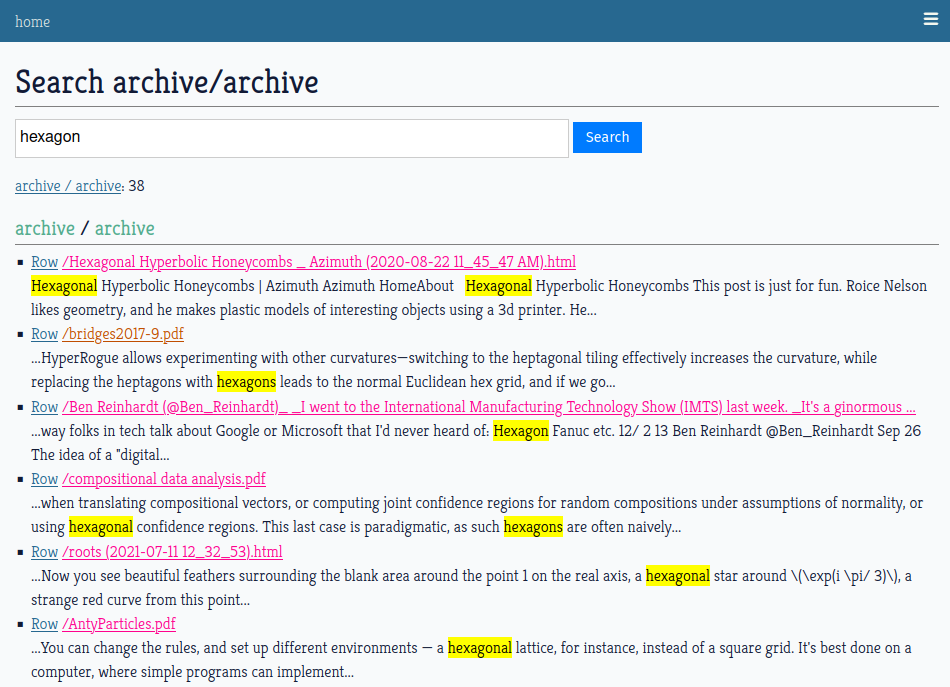 home
Search archive/archive
hexagon
Search
archive / archive: 38
archive / archive
Row /Hexagonal Hyperbolic Honeycombs _ Azimuth (2020-08-22 11_45_47 AM).html
Hexagonal Hyperbolic Honeycombs | Azimuth Azimuth HomeAbout Hexagonal Hyperbolic Honeycombs This post is just for fun. Roice Nelson
likes geometry, and he makes plastic models of interesting objects using a 3d printer. He...
Row /bridges2017-9.pdf
...HyperRogue allows experimenting with other curvatures—switching to the heptagonal tiling effectively increases the curvature, while
replacing the heptagons with hexagons leads to the normal Euclidean hex grid, and if we go...
Row /Ben Reinhardt (@Ben_Reinhardt)_ _I went to the International Manufacturing Technology Show (IMTS) last week. _It's a ginormous ...
...way folks in tech talk about Google or Microsoft that I'd never heard of: Hexagon Fanuc etc. 12/ 2 13 Ben Reinhardt @Ben_Reinhardt Sep 26
The idea of a "digital...
Row /compositional data analysis.pdf
...when translating compositional vectors, or computing joint confidence regions for random compositions under assumptions of normality, or
using hexagonal confidence regions. This last case is paradigmatic, as such hexagons are often naively...
Row /roots (2021-07-11 12_32_53).html
...Now you see beautiful feathers surrounding the blank area around the point 1 on the real axis, a hexagonal star around \(\exp(i \pi/ 3)\), a
strange red curve from this point...
Row /AntyParticles.pdf
...You can change the rules, and set up different environments — a hexagonal lattice, for instance, instead of a square grid. It's best done on a
computer, where simple programs can implement...